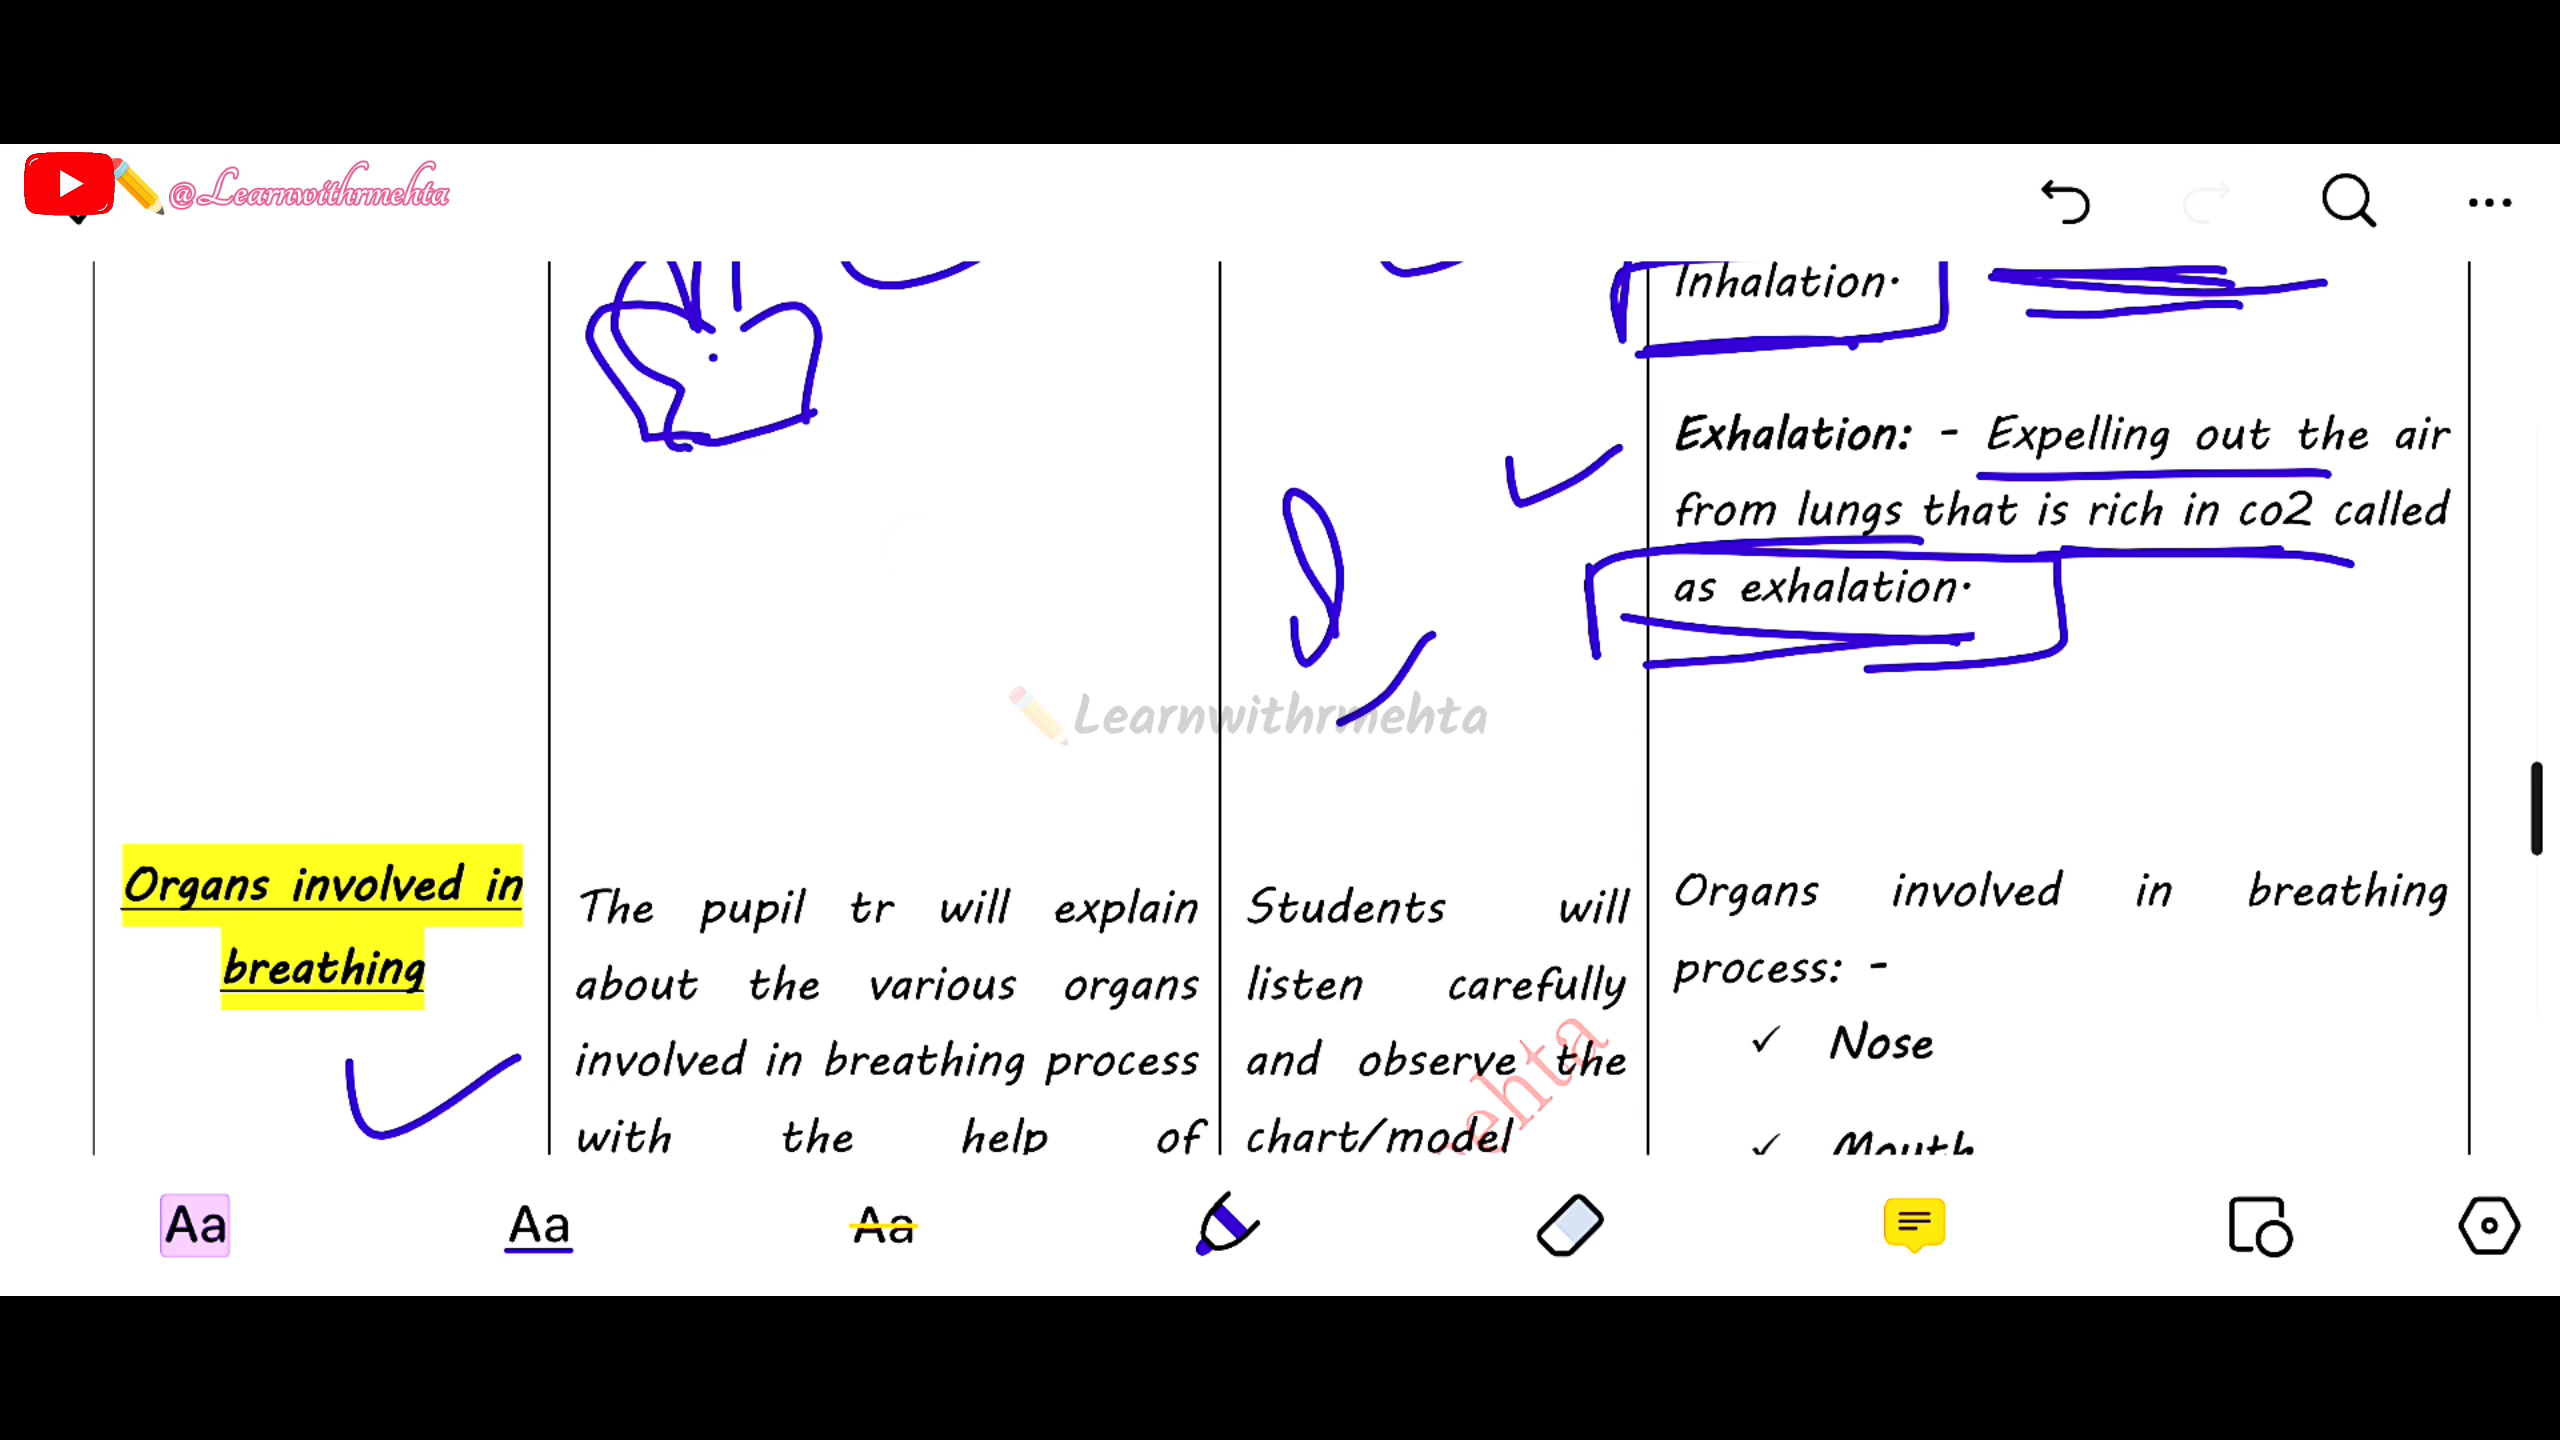 @Learnwithrmehta
Inhalation.
Exhalation: - Expelling out the air
from lungs that is rich in co2 called
as exhalation.
Learnwithrmehta
Organs involved in
breathing
The pupil tr will explain
about the various organs
involved in breathing process
with the help of
Students will
listen carefully
and observe the
chart/model
ehta
Organs involved in breathing
process: -
✓ Nose
✓ Mouth
Aa
Aa
Aa